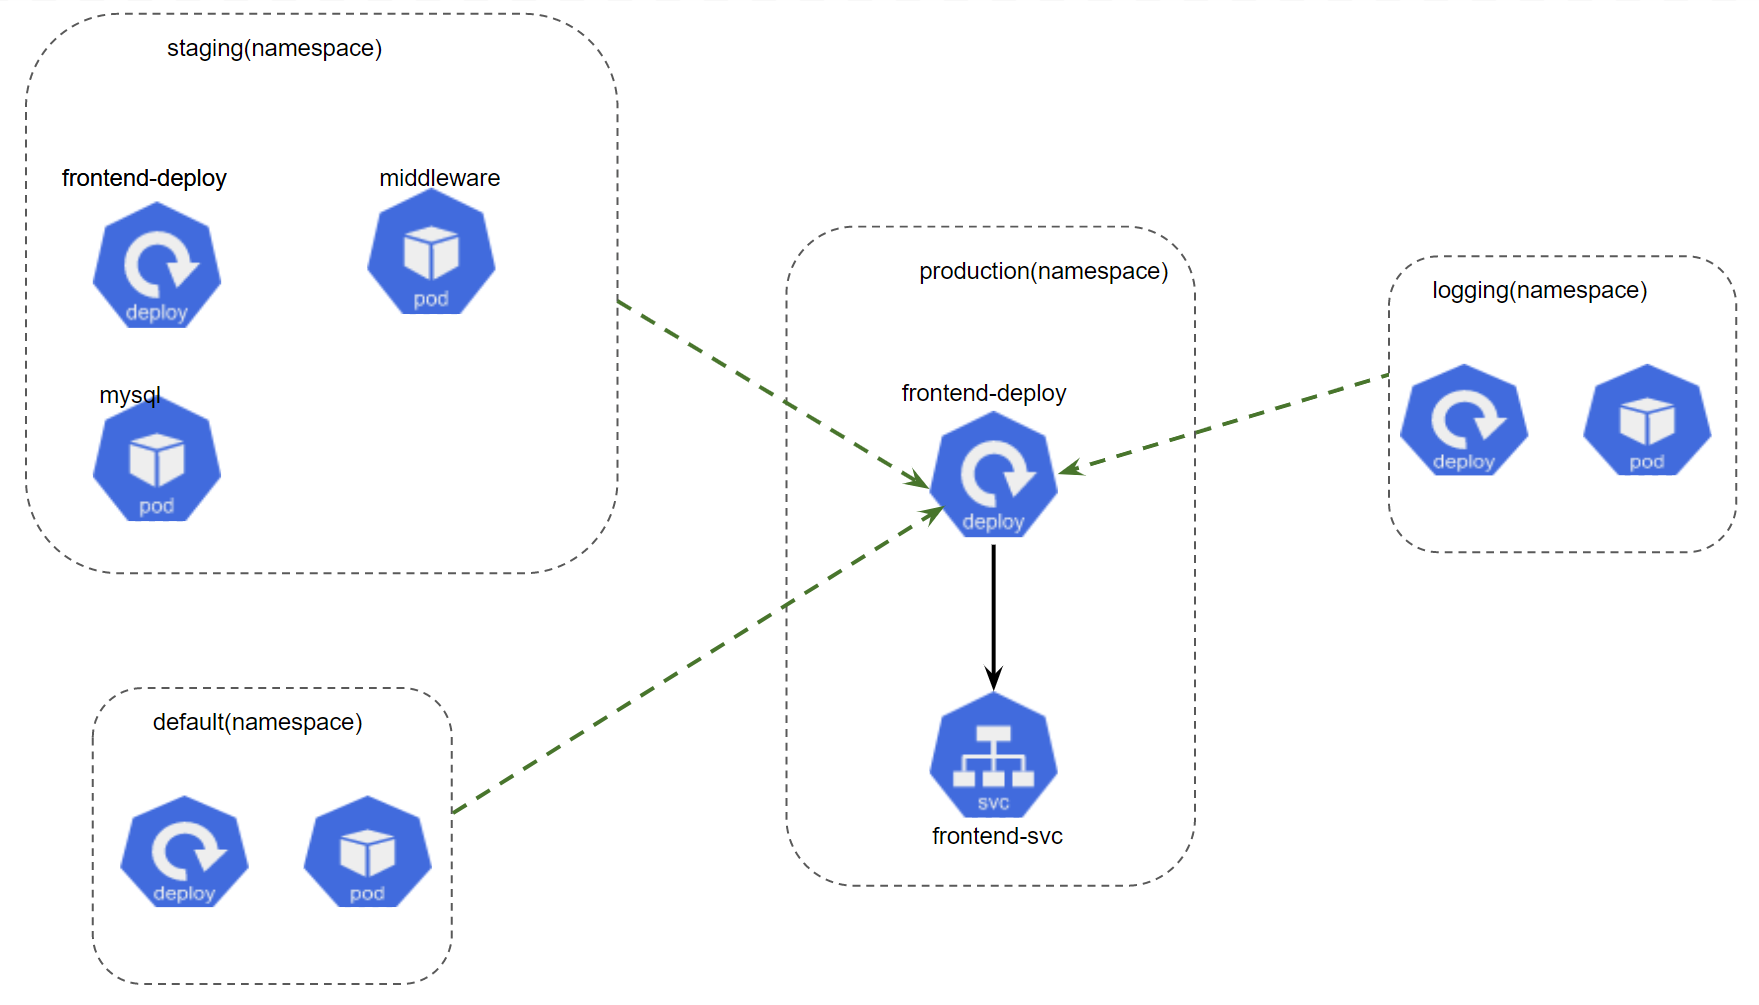 staging(namespace)
frontend-deploy
middleware
deploy
pod
mysql
pod
production(namespace)
frontend-deploy
deploy
svc
frontend-svc
logging(namespace)
deploy
pod
default(namespace)
deploy
pod